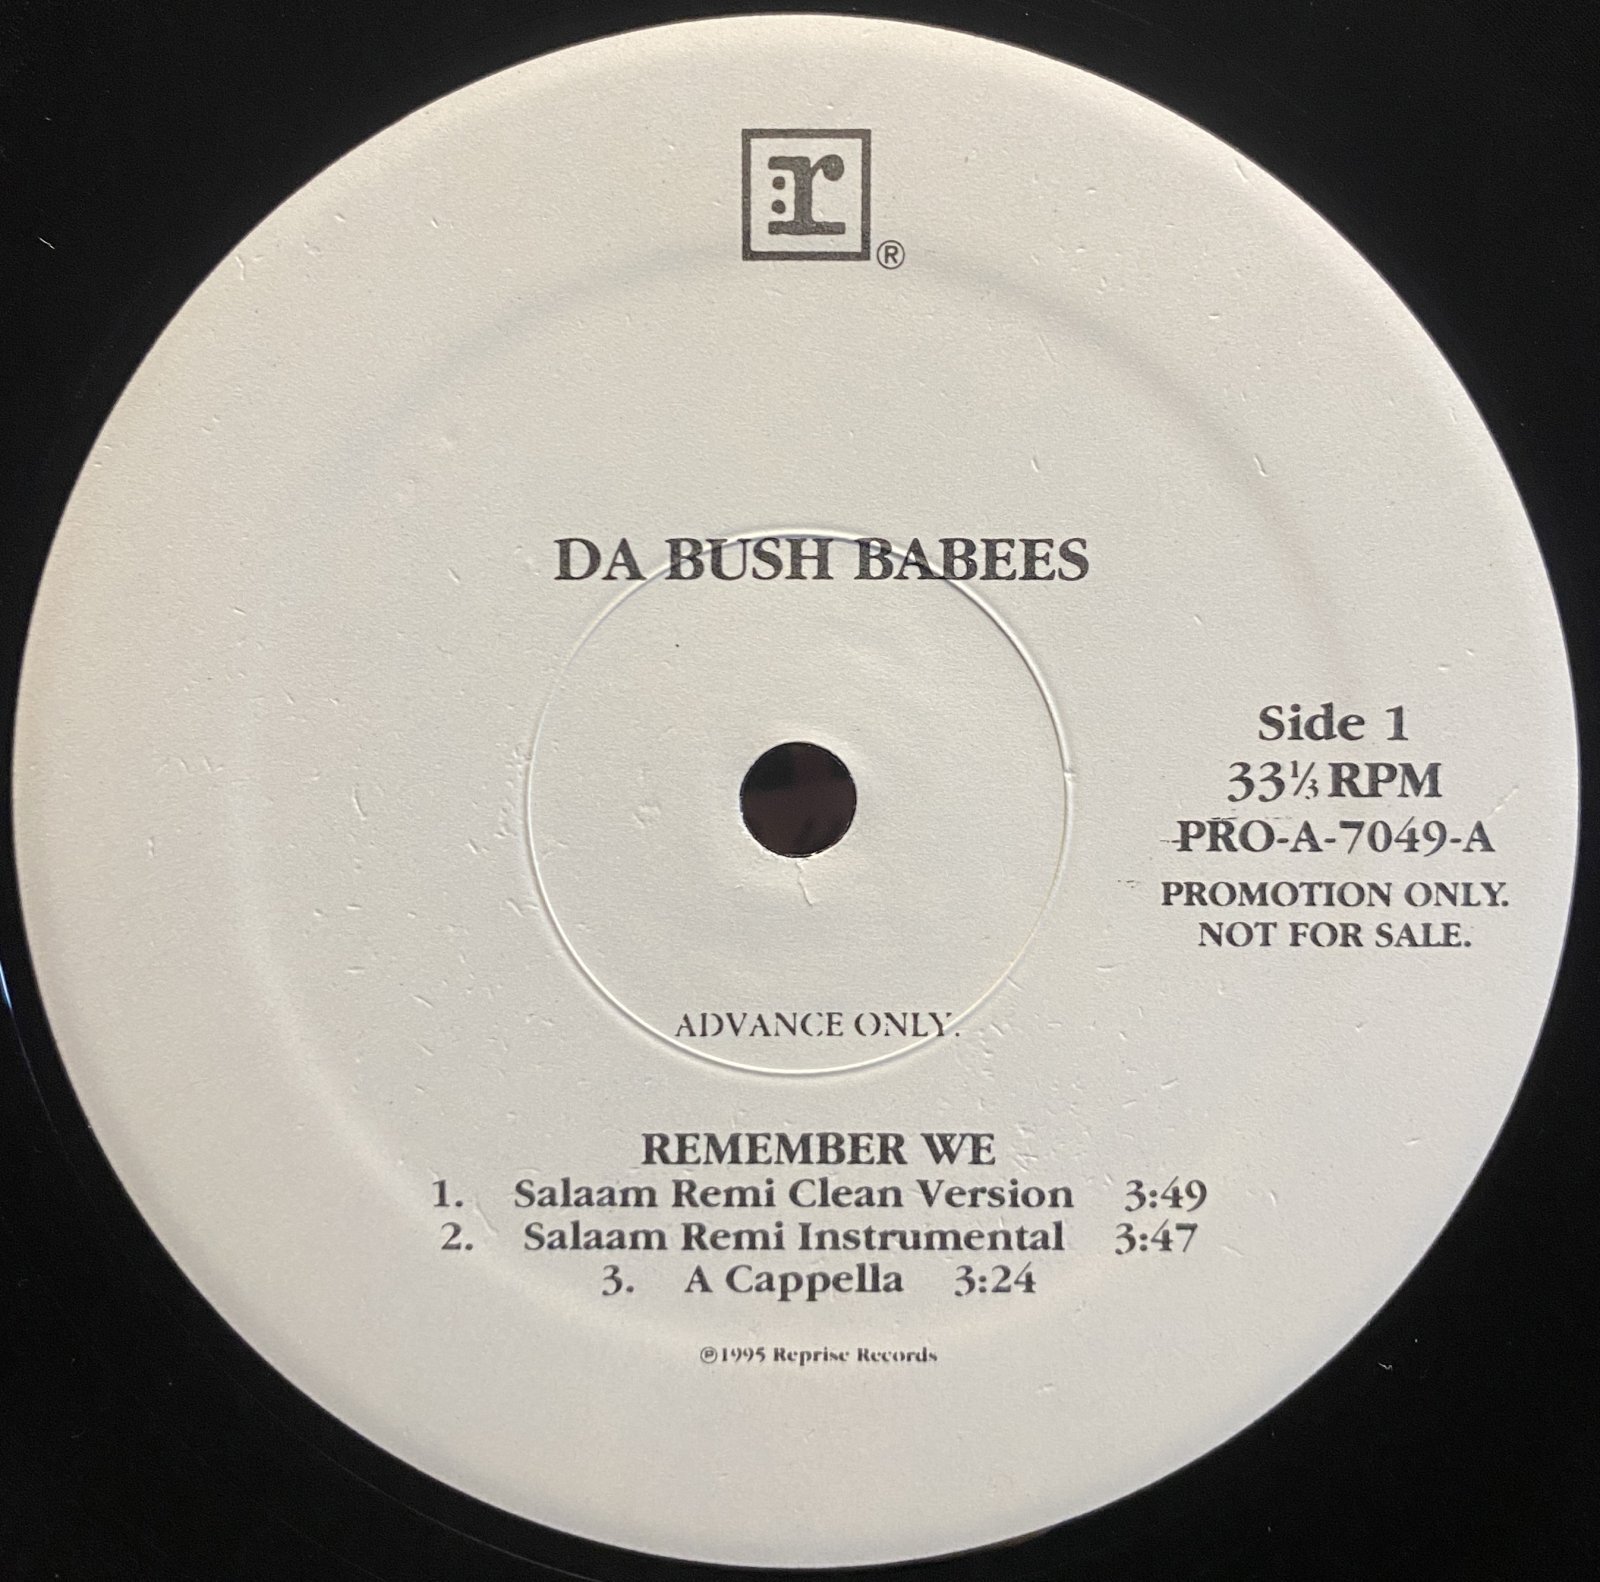 r
®
DA BUSH BABEES
Side 1
33⅓ RPM
PRO-A-7049-A
PROMOTION ONLY.
NOT FOR SALE.
ADVANCE ONLY.
REMEMBER WE
1. Salaam Remi Clean Version 3:49
2. Salaam Remi Instrumental 3:47
3. A Cappella 3:24
℗1995 Reprise Records